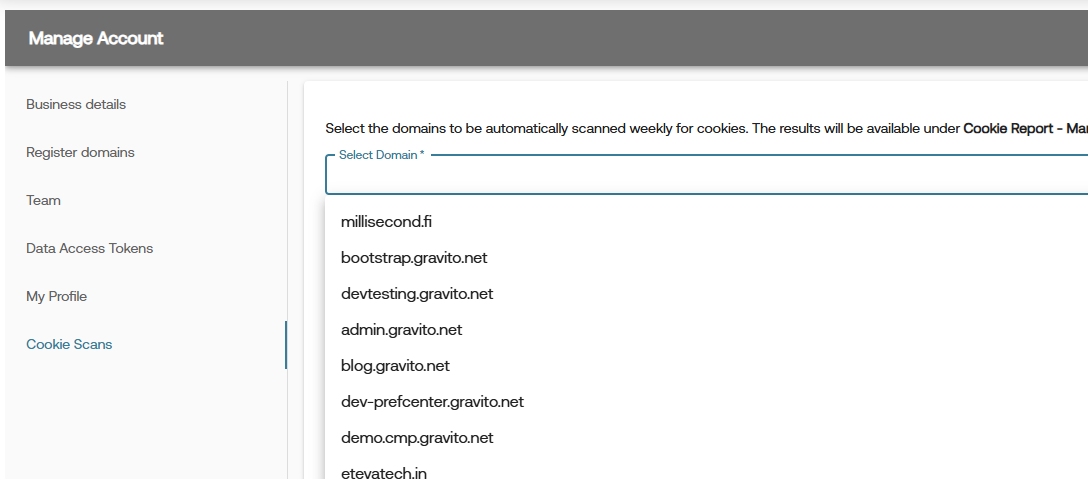 Manage Account
Business details
Register domains
Team
Data Access Tokens
My Profile
Cookie Scans
Select the domains to be automatically scanned weekly for cookies. The results will be available under Cookie Report - Mar
Select Domain *
millisecond.fi
bootstrap.gravito.net
devtesting.gravito.net
admin.gravito.net
blog.gravito.net
dev-prefcenter.gravito.net
demo.cmp.gravito.net
etevatech.in